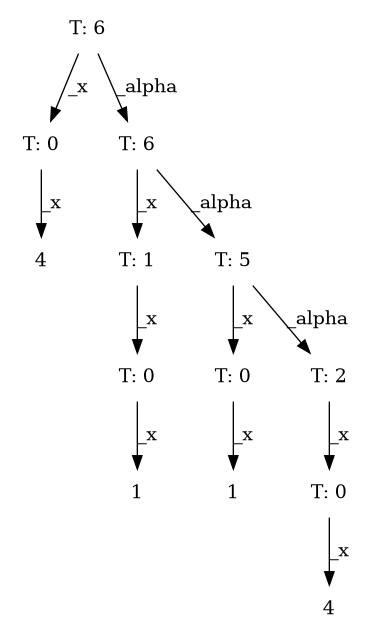 T: 6
_x _alpha
T: 0 T: 6
_x _x _alpha
4 T: 1 T: 5
_x _x _alpha
T: 0 T: 0 T: 2
_x _x _x
1 1 T: 0
_x
4